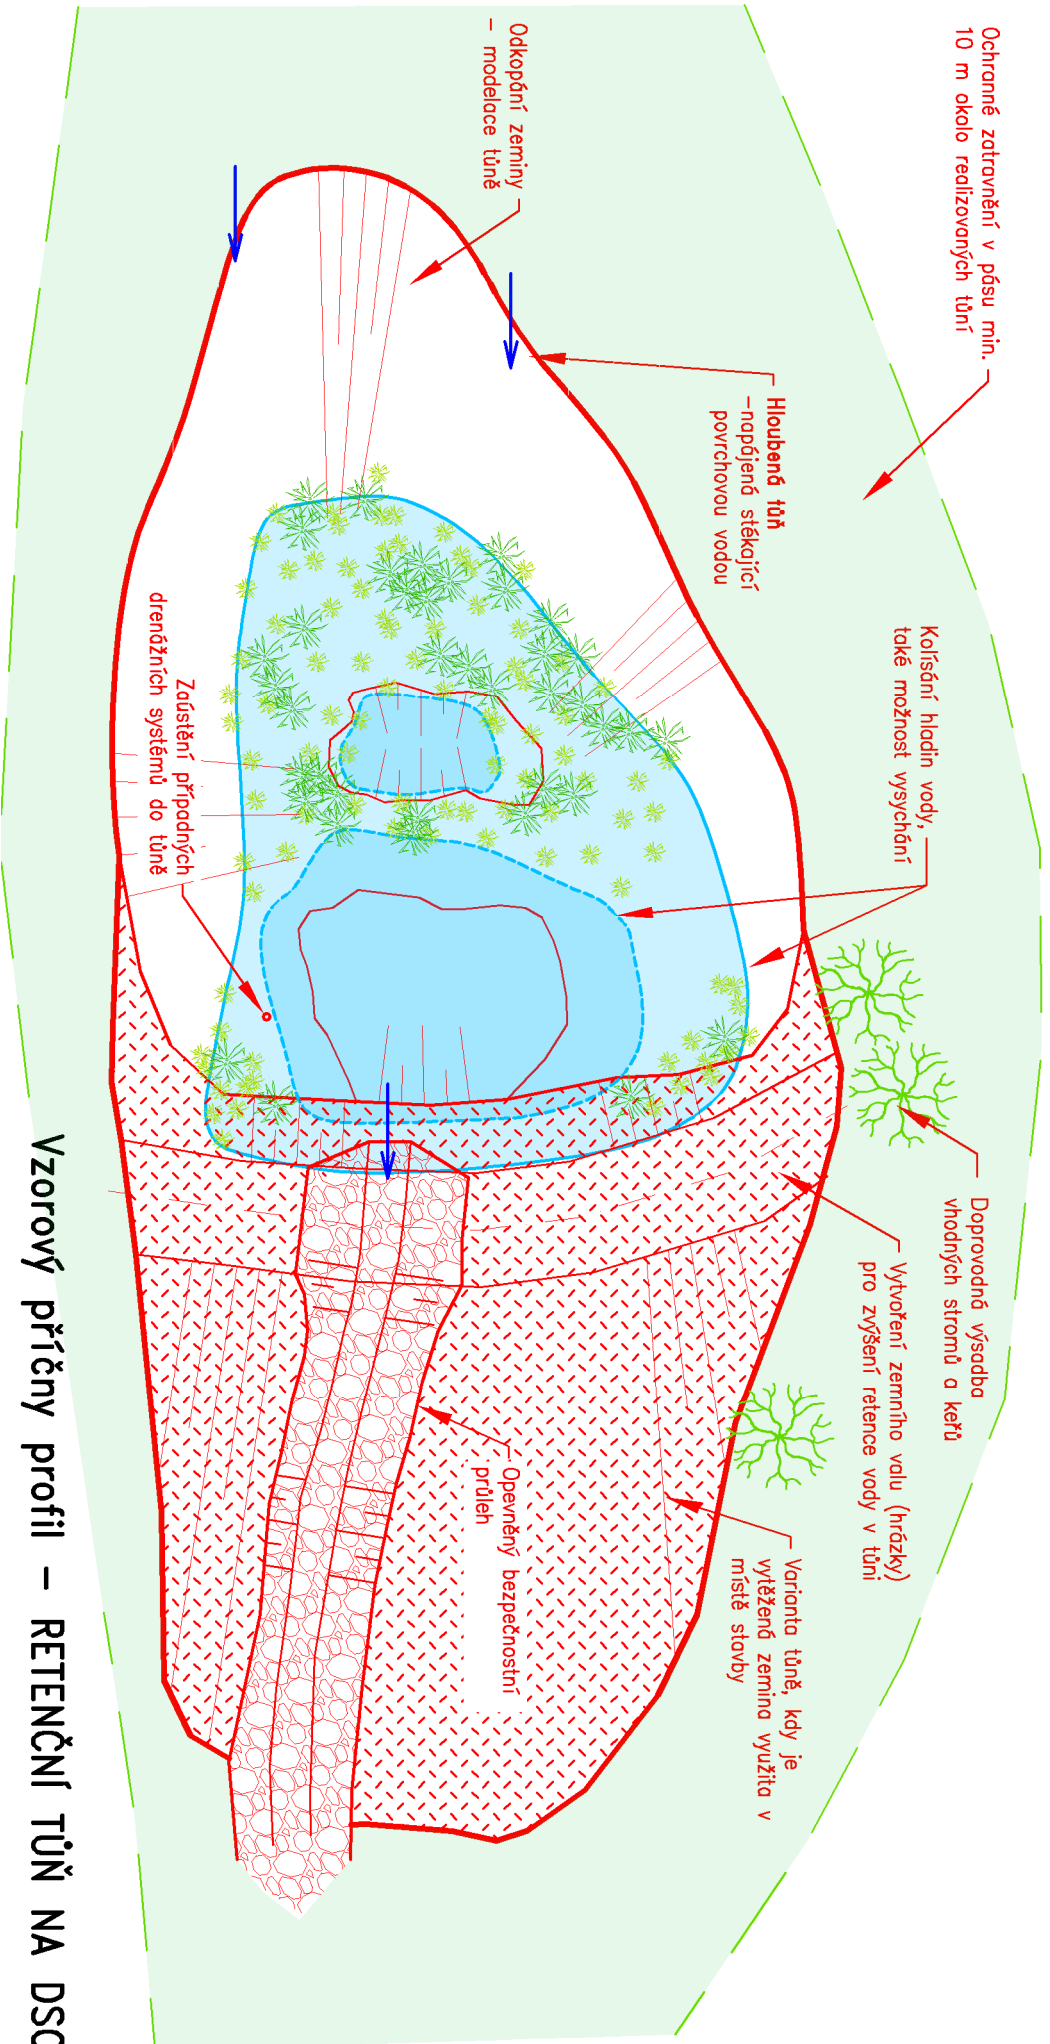 Ochranné zatravnění v pásu min.
10 m okolo realizovaných tůní
Odkopání zeminy
- modelace tůně
Hloubená tůň
-napájená stékající
povrchovou vodou
Kolísání hladin vody,
také možnost vysychání
Zaústění případných
drenážních systémů do tůně
Doprovodná výsadba
vhodných stromů a keřů
Vytvoření zemního valu (hrázky)
pro zvýšení retence vody v tůni
Opevněný bezpečnostní
průleh
Varianta tůně, kdy je
vytěžená zemina využita v
místě stavby
Vzorový příčny profil - RETENČNÍ TŮŇ NA DSO